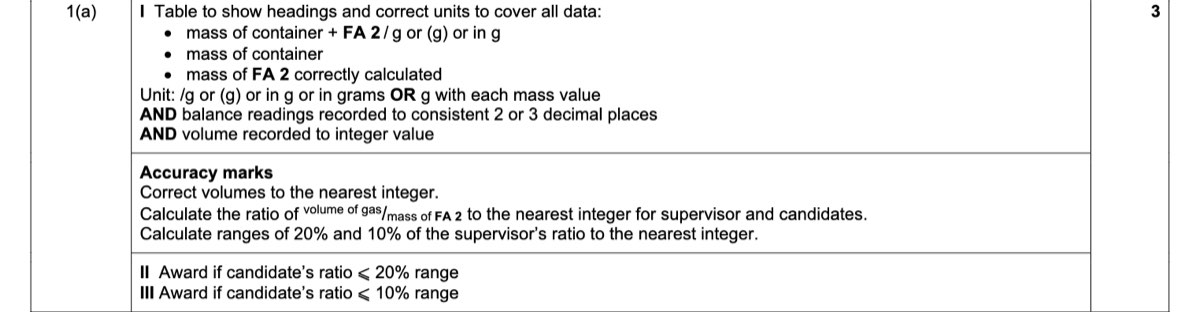 1(a)
I Table to show headings and correct units to cover all data:
3
• mass of container + FA 2 / g or (g) or in g
• mass of container
• mass of FA 2 correctly calculated
Unit: /g or (g) or in g or in grams OR g with each mass value
AND balance readings recorded to consistent 2 or 3 decimal places
AND volume recorded to integer value
Accuracy marks
Correct volumes to the nearest integer.
Calculate the ratio of volume of gas/mass of FA 2 to the nearest integer for supervisor and candidates.
Calculate ranges of 20% and 10% of the supervisor's ratio to the nearest integer.
II Award if candidate's ratio ⩽ 20% range
III Award if candidate's ratio ⩽ 10% range